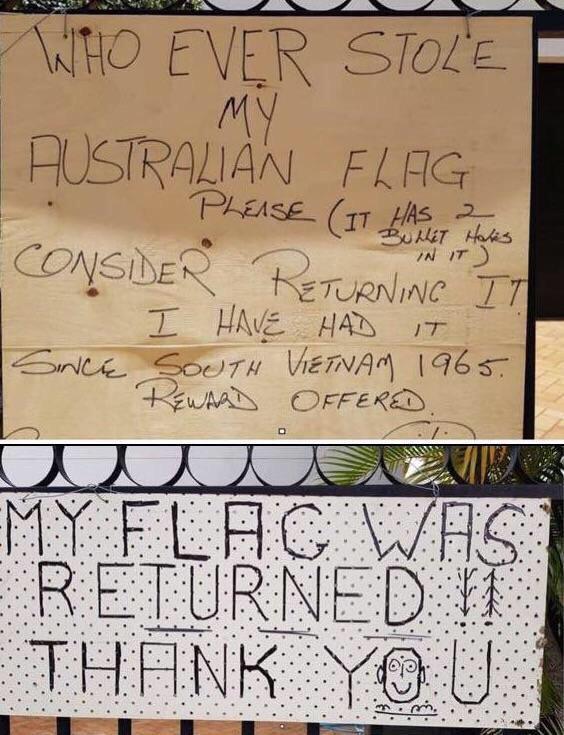 WHO EVER STOLE
MY
AUSTRALIAN FLAG
PLEASE (IT HAS 2
BULLET HOLES
IN IT)
CONSIDER RETURNING IT
I HAVE HAD IT
SINCE SOUTH VIETNAM 1965.
REWARD OFFERED.
MY FLAG WAS
RETURNED !!
THANK YOU